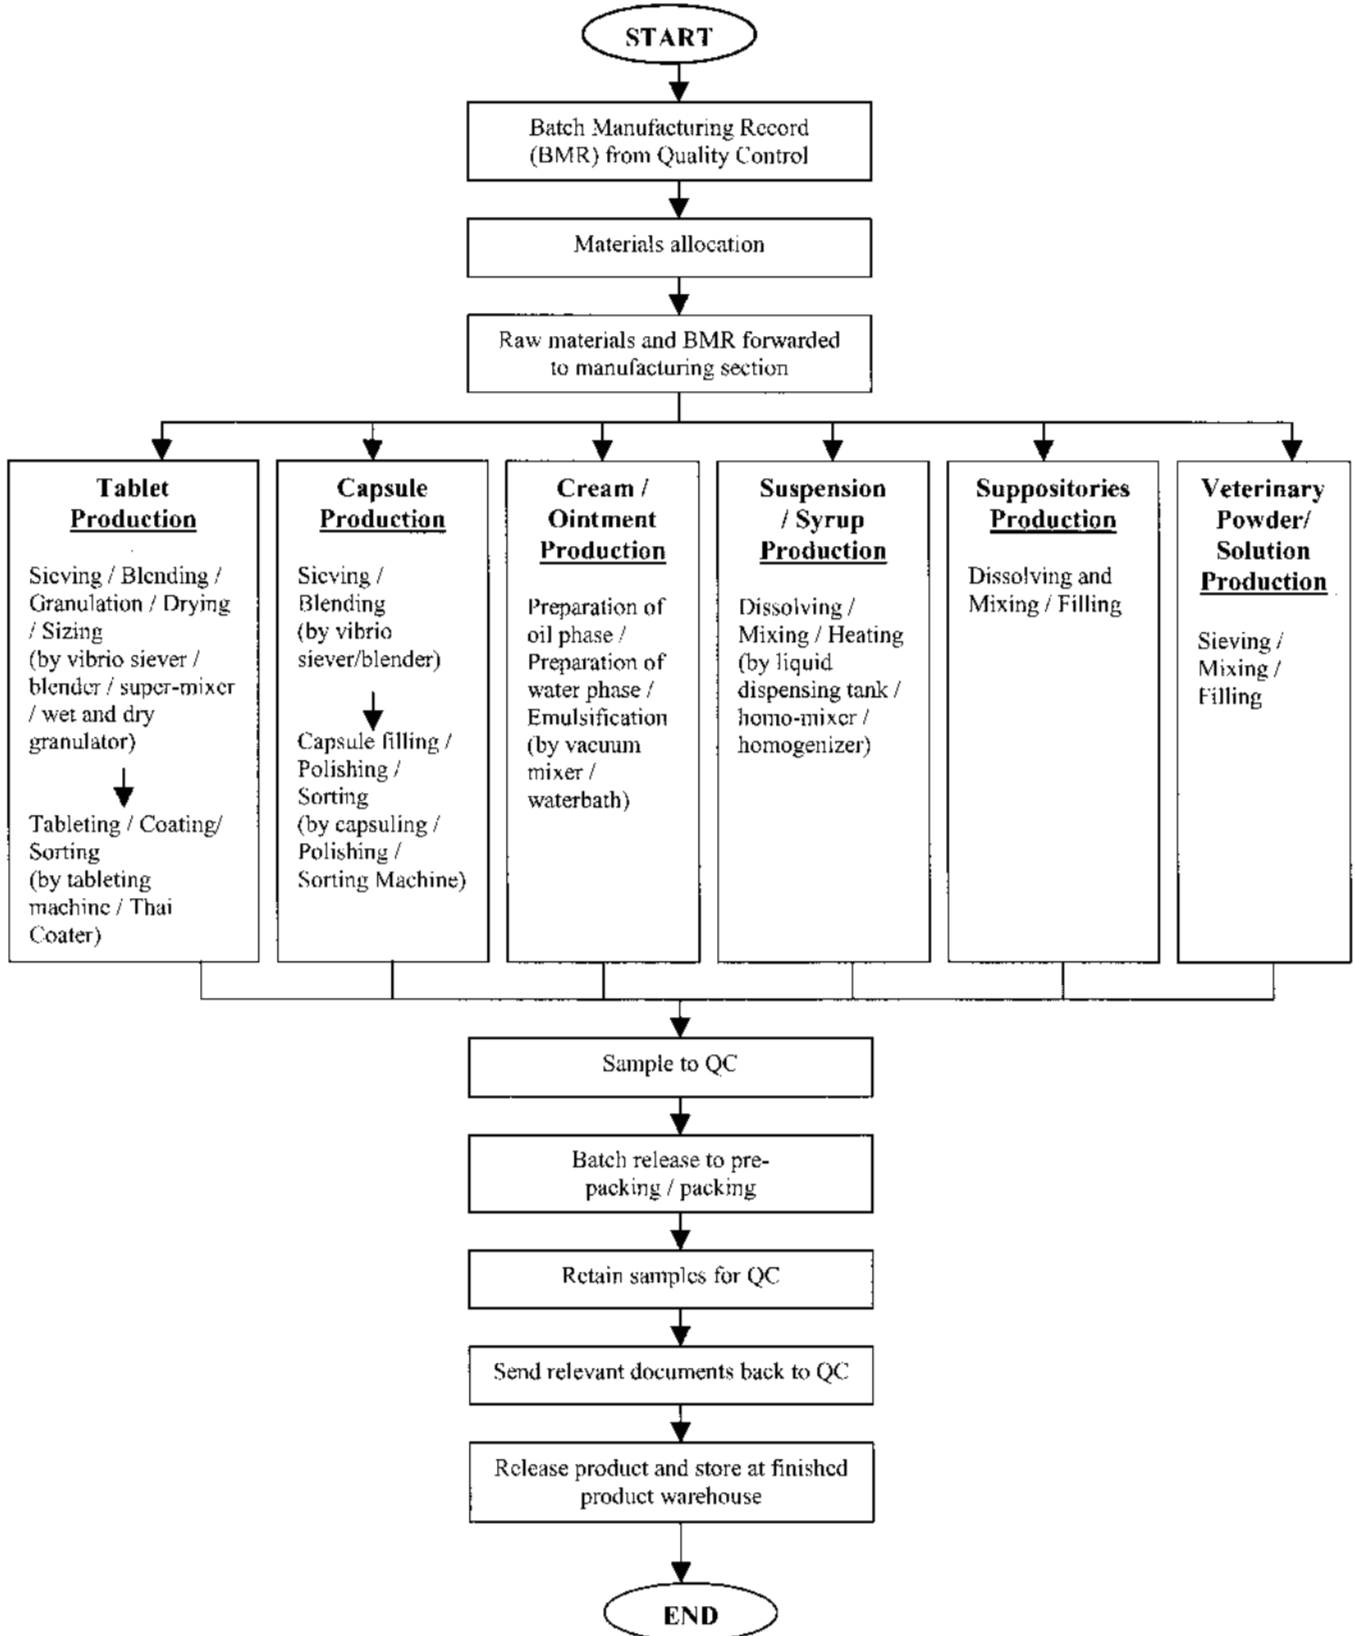 START
Batch Manufacturing Record
(BMR) from Quality Control
Materials allocation
Raw materials and BMR forwarded
to manufacturing section
Tablet
Production
Sieving / Blending /
Granulation / Drying
/ Sizing
(by vibrio siever /
blender / super-mixer
/ wet and dry
granulator)
Tableting / Coating/
Sorting
(by tableting
machine / Thai
Coater)
Capsule
Production
Sieving /
Blending
(by vibrio
siever/blender)
Capsule filling /
Polishing /
Sorting
(by capsuling /
Polishing /
Sorting Machine)
Cream /
Ointment
Production
Preparation of
oil phase /
Preparation of
water phase /
Emulsification
(by vacuum
mixer /
waterbath)
Suspension
/ Syrup
Production
Dissolving /
Mixing / Heating
(by liquid
dispensing tank /
homo-mixer /
homogenizer)
Suppositories
Production
Dissolving and
Mixing / Filling
Veterinary
Powder/
Solution
Production
Sieving /
Mixing /
Filling
Sample to QC
Batch release to pre-
packing / packing
Retain samples for QC
Send relevant documents back to QC
Release product and store at finished
product warehouse
END